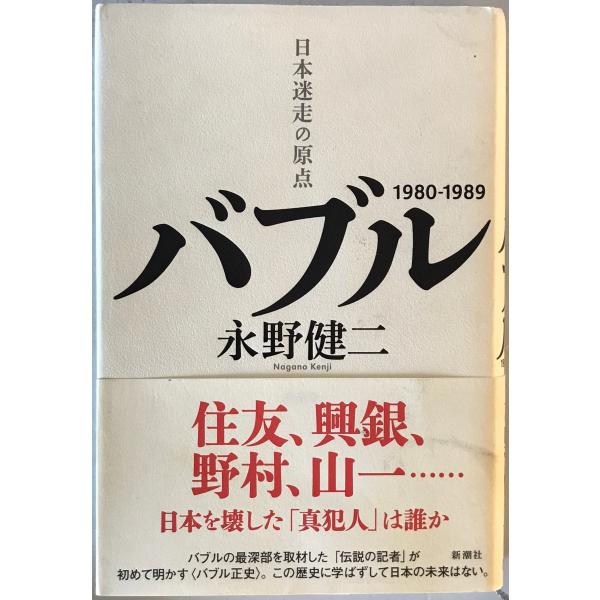 日本迷走の原点
1980-1989
バブル
永野健二
Nagano Kenji
住友、興銀、
野村、山一……
日本を壊した「真犯人」は誰か
バブルの最深部を取材した「伝説の記者」が
初めて明かす〈バブル正史〉。この歴史に学ばずして日本の未来はない。
新潮社